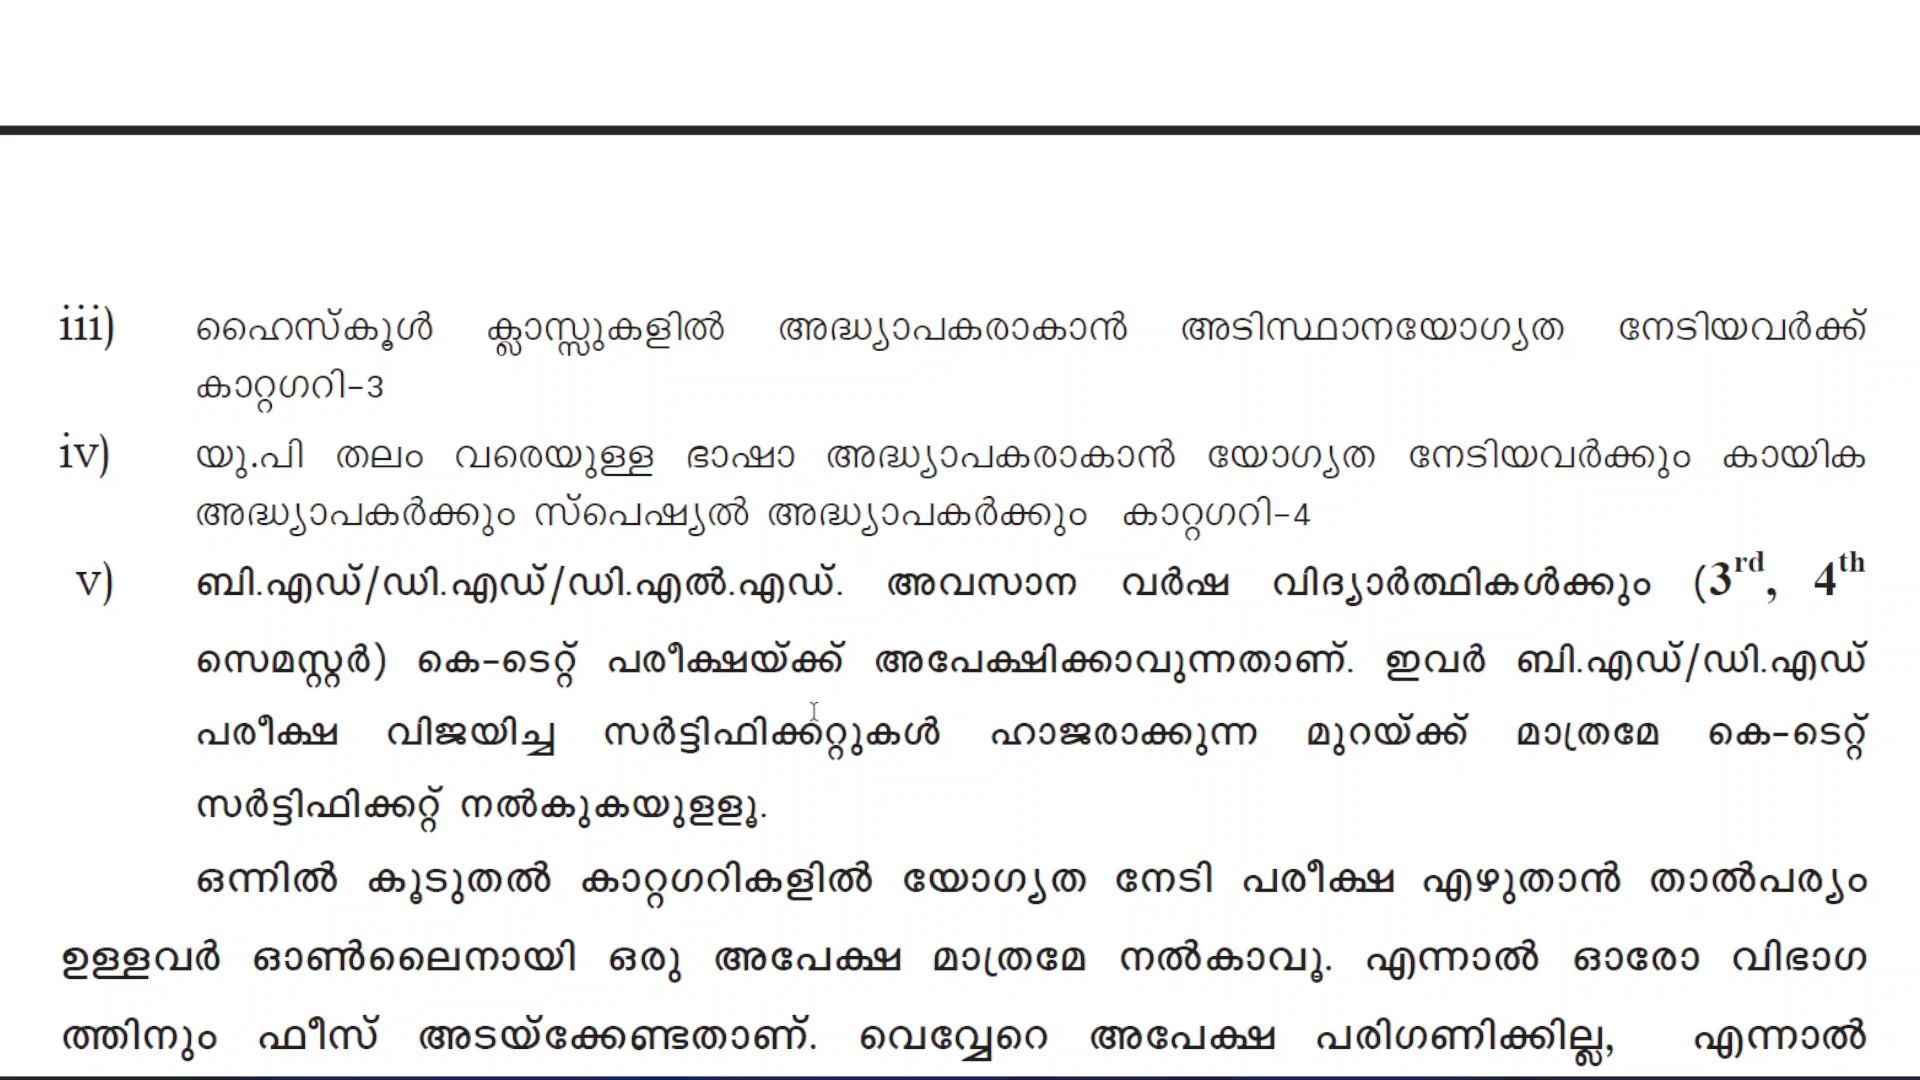 iii) ഹൈസ്കൂൾ ക്ലാസ്സുകളിൽ അദ്ധ്യാപകരാകാൻ അടിസ്ഥാനയോഗ്യത നേടിയവർക്ക്
കാറ്റഗറി-3
iv) യു.പി തലം വരെയുള്ള ഭാഷാ അദ്ധ്യാപകരാകാൻ യോഗ്യത നേടിയവർക്കും കായിക
അദ്ധ്യാപകർക്കും സ്പെഷ്യൽ അദ്ധ്യാപകർക്കും കാറ്റഗറി-4
v) ബി.എഡ്/ഡി.എഡ്/ഡി.എൽ.എഡ്. അവസാന വർഷ വിദ്യാർത്ഥികൾക്കും (3rd, 4th
സെമസ്റ്റർ) കെ-ടെറ്റ് പരീക്ഷയ്ക്ക് അപേക്ഷിക്കാവുന്നതാണ്. ഇവർ ബി.എഡ്/ഡി.എഡ്
പരീക്ഷ വിജയിച്ച സർട്ടിഫിക്കറ്റുകൾ ഹാജരാക്കുന്ന മുറയ്ക്ക് മാത്രമേ കെ-ടെറ്റ്
സർട്ടിഫിക്കറ്റ് നൽകുകയുളളൂ.
ഒന്നിൽ കൂടുതൽ കാറ്റഗറികളിൽ യോഗ്യത നേടി പരീക്ഷ എഴുതാൻ താൽപര്യം
ഉള്ളവർ ഓൺലൈനായി ഒരു അപേക്ഷ മാത്രമേ നൽകാവൂ. എന്നാൽ ഓരോ വിഭാഗ
ത്തിനും ഫീസ് അടയ്ക്കേണ്ടതാണ്. വെവ്വേറെ അപേക്ഷ പരിഗണിക്കില്ല, എന്നാൽ